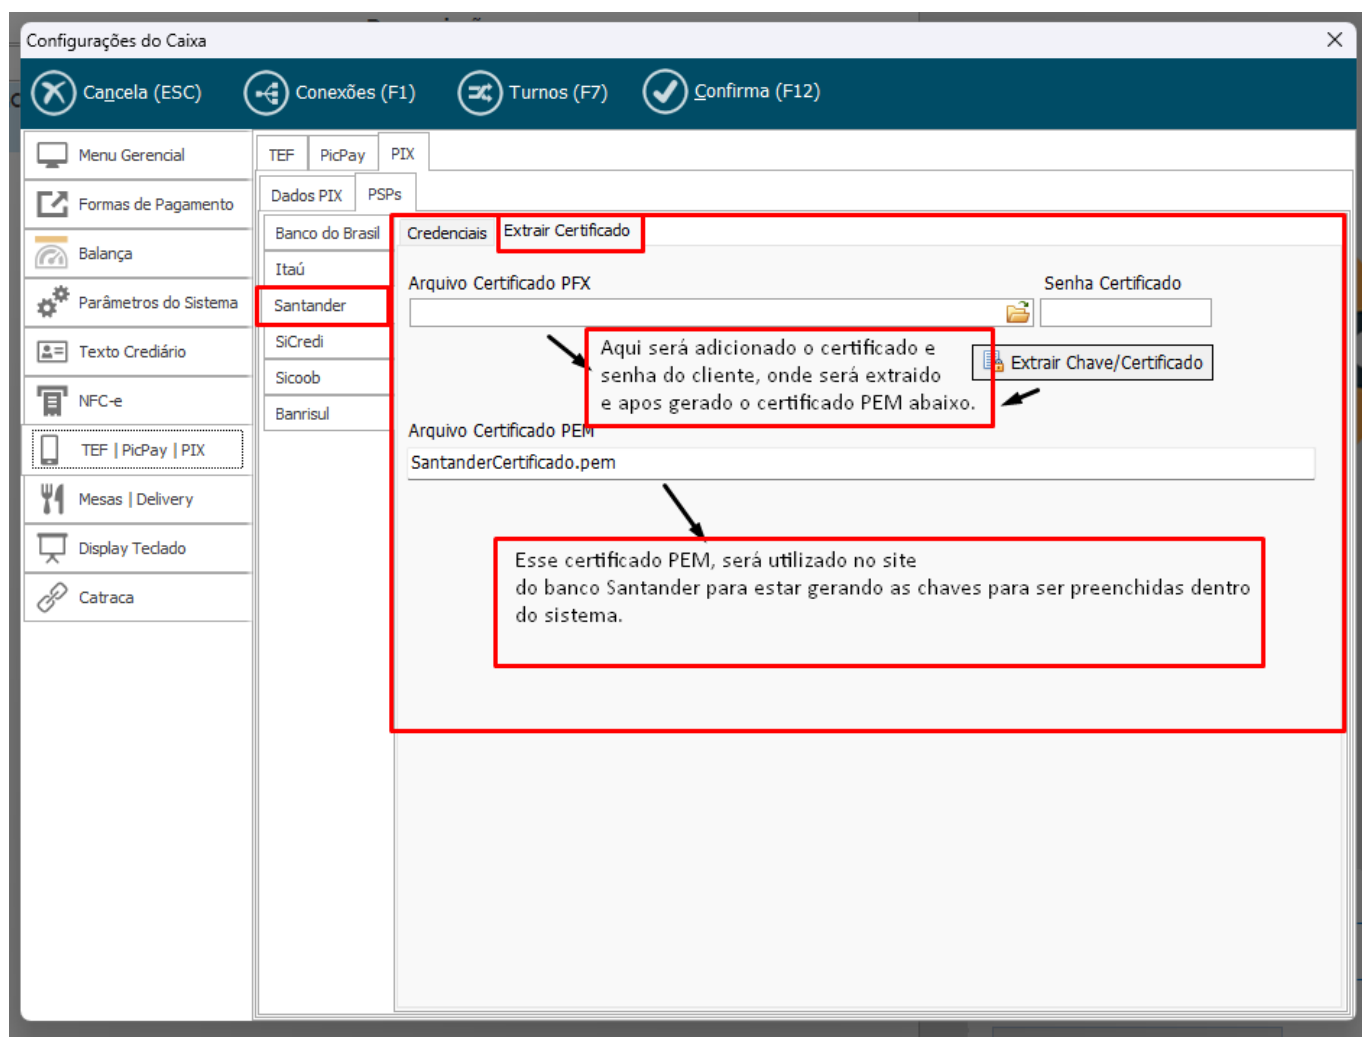 Configurações do Caixa
Cancela (ESC)
Conexões (F1)
Turnos (F7)
Confirma (F12)
Menu Gerencial
Formas de Pagamento
Balança
Parâmetros do Sistema
Texto Crediário
NFC-e
TEF | PicPay | PIX
Mesas | Delivery
Display Teclado
Catraca
TEF
PicPay
PIX
Dados PIX
PSPs
Banco do Brasil
Itaú
Santander
SiCredi
Sicoob
Banrisul
Credenciais
Extrair Certificado
Arquivo Certificado PFX
Senha Certificado
Aqui será adicionado o certificado e
senha do cliente, onde será extraido
e apos gerado o certificado PEM abaixo.
Extrair Chave/Certificado
Arquivo Certificado PEM
SantanderCertificado.pem
Esse certificado PEM, será utilizado no site
do banco Santander para estar gerando as chaves para ser preenchidas dentro
do sistema.